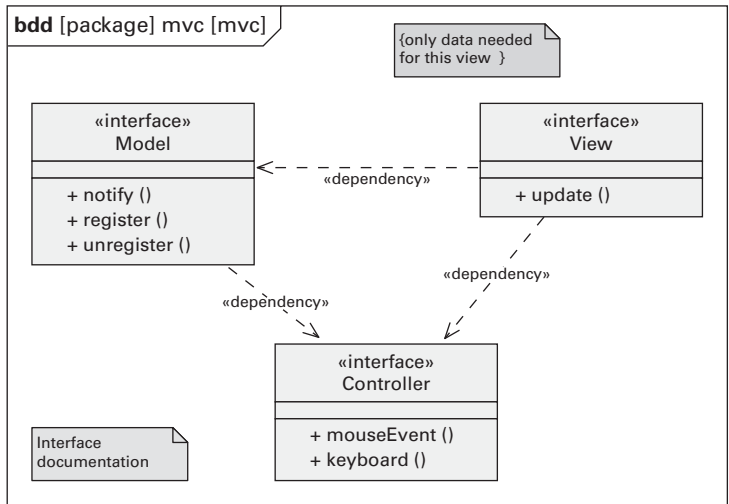 bdd [package] mvc [mvc]
{only data needed
for this view }
«interface»
Model
+ notify ()
+ register ()
+ unregister ()
«interface»
View
+ update ()
«dependency»
«dependency»
«dependency»
«interface»
Controller
+ mouseEvent ()
+ keyboard ()
Interface
documentation